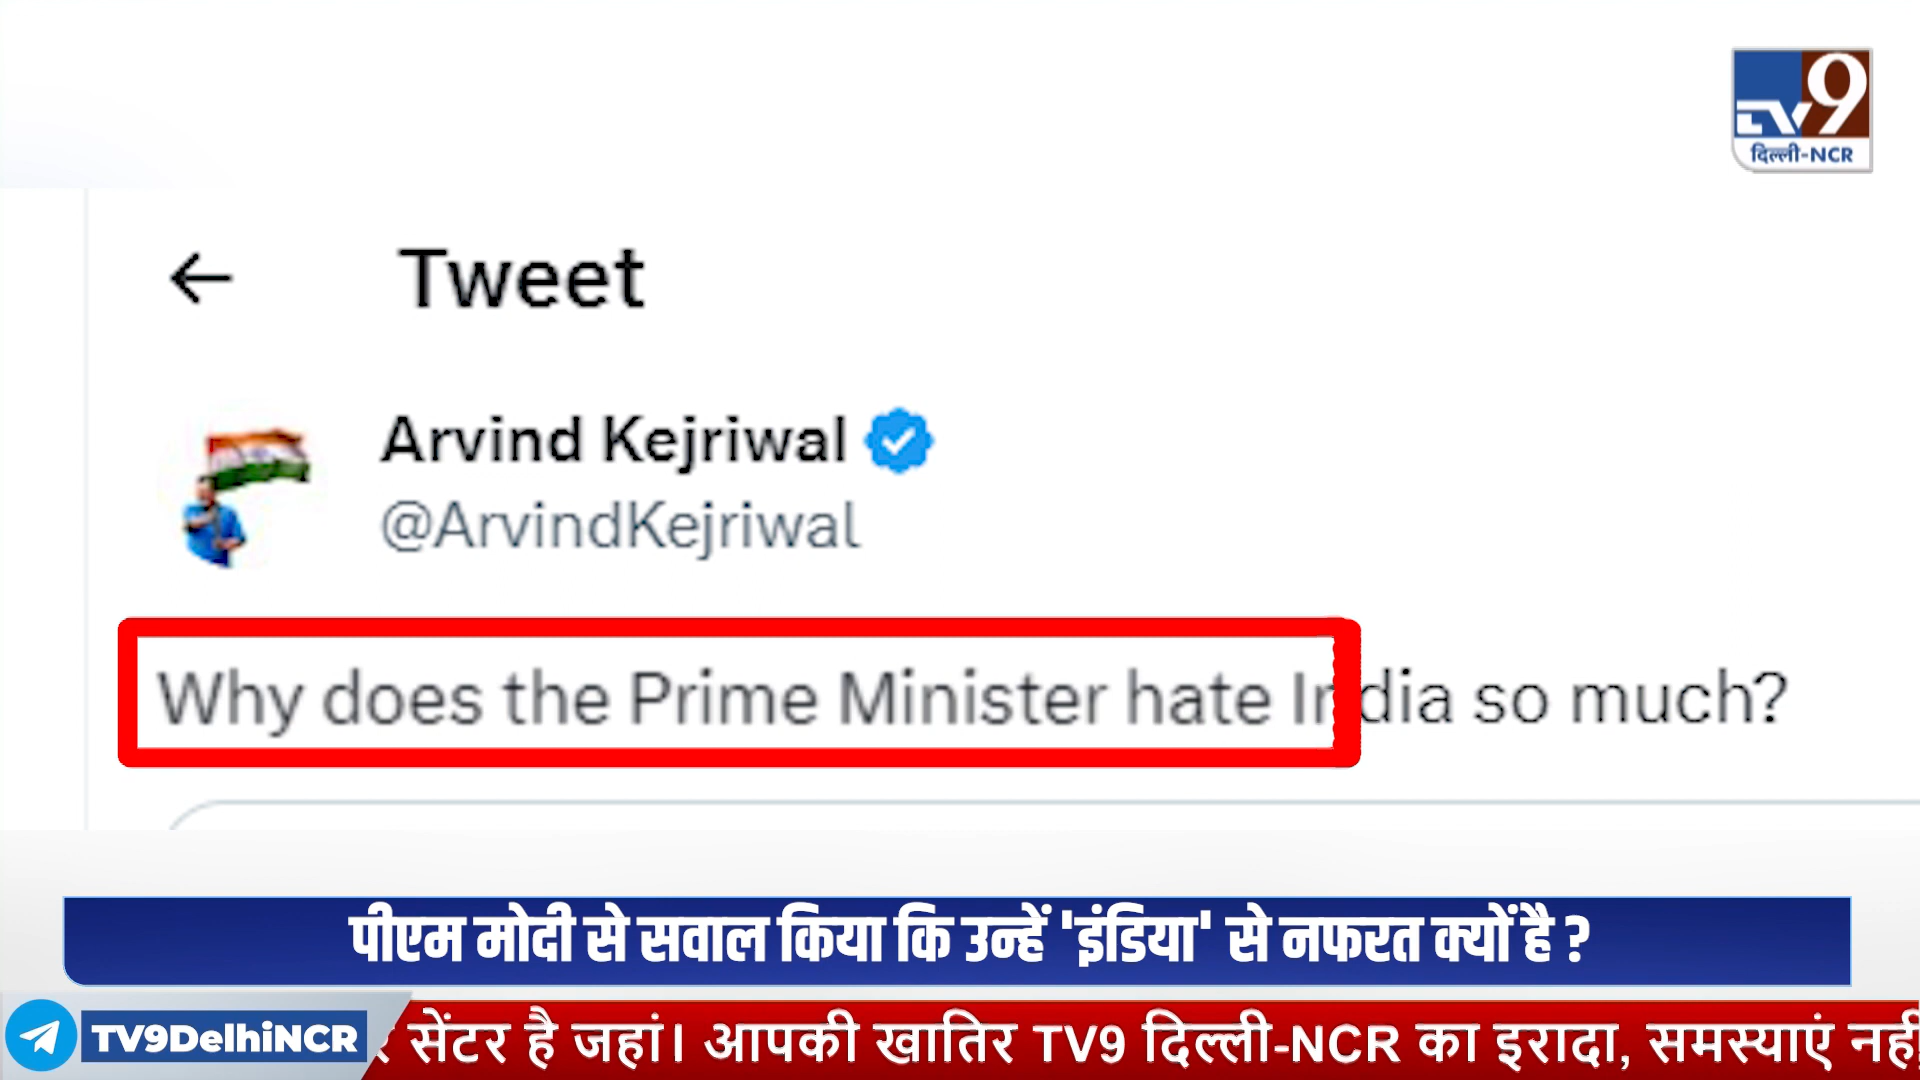 TV9
दिल्ली-NCR
Tweet
Arvind Kejriwal
@ArvindKejriwal
Why does the Prime Minister hate India so much?
पीएम मोदी से सवाल किया कि उन्हें 'इंडिया' से नफरत क्यों है ?
TV9DelhiNCR
सेंटर है जहां। आपकी खातिर TV9 दिल्ली-NCR का इरादा, समस्याएं नहीं